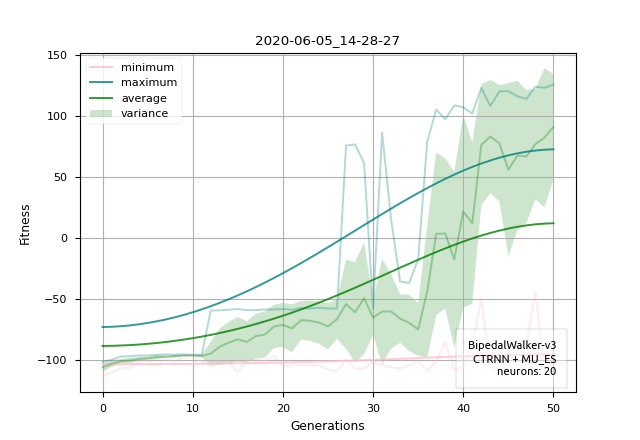 2020-06-05_14-28-27
150
100
50
0
−50
−100
Fitness
minimum
maximum
average
variance
BipedalWalker-v3
CTRNN + MU_ES
neurons: 20
0 10 20 30 40 50
Generations